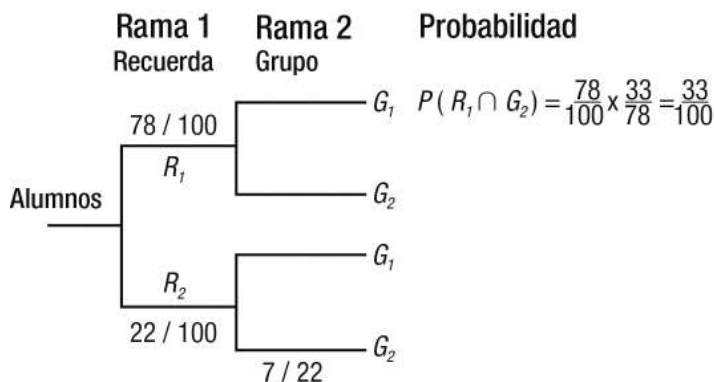 Rama 1 Rama 2 Probabilidad
Recuerda Grupo
G₁ P ( R₁ ∩ G₂ ) = 78/100 x 33/78 = 33/100
78 / 100
R₁
Alumnos
G₂
G₁
R₂
22 / 100
G₂
7 / 22